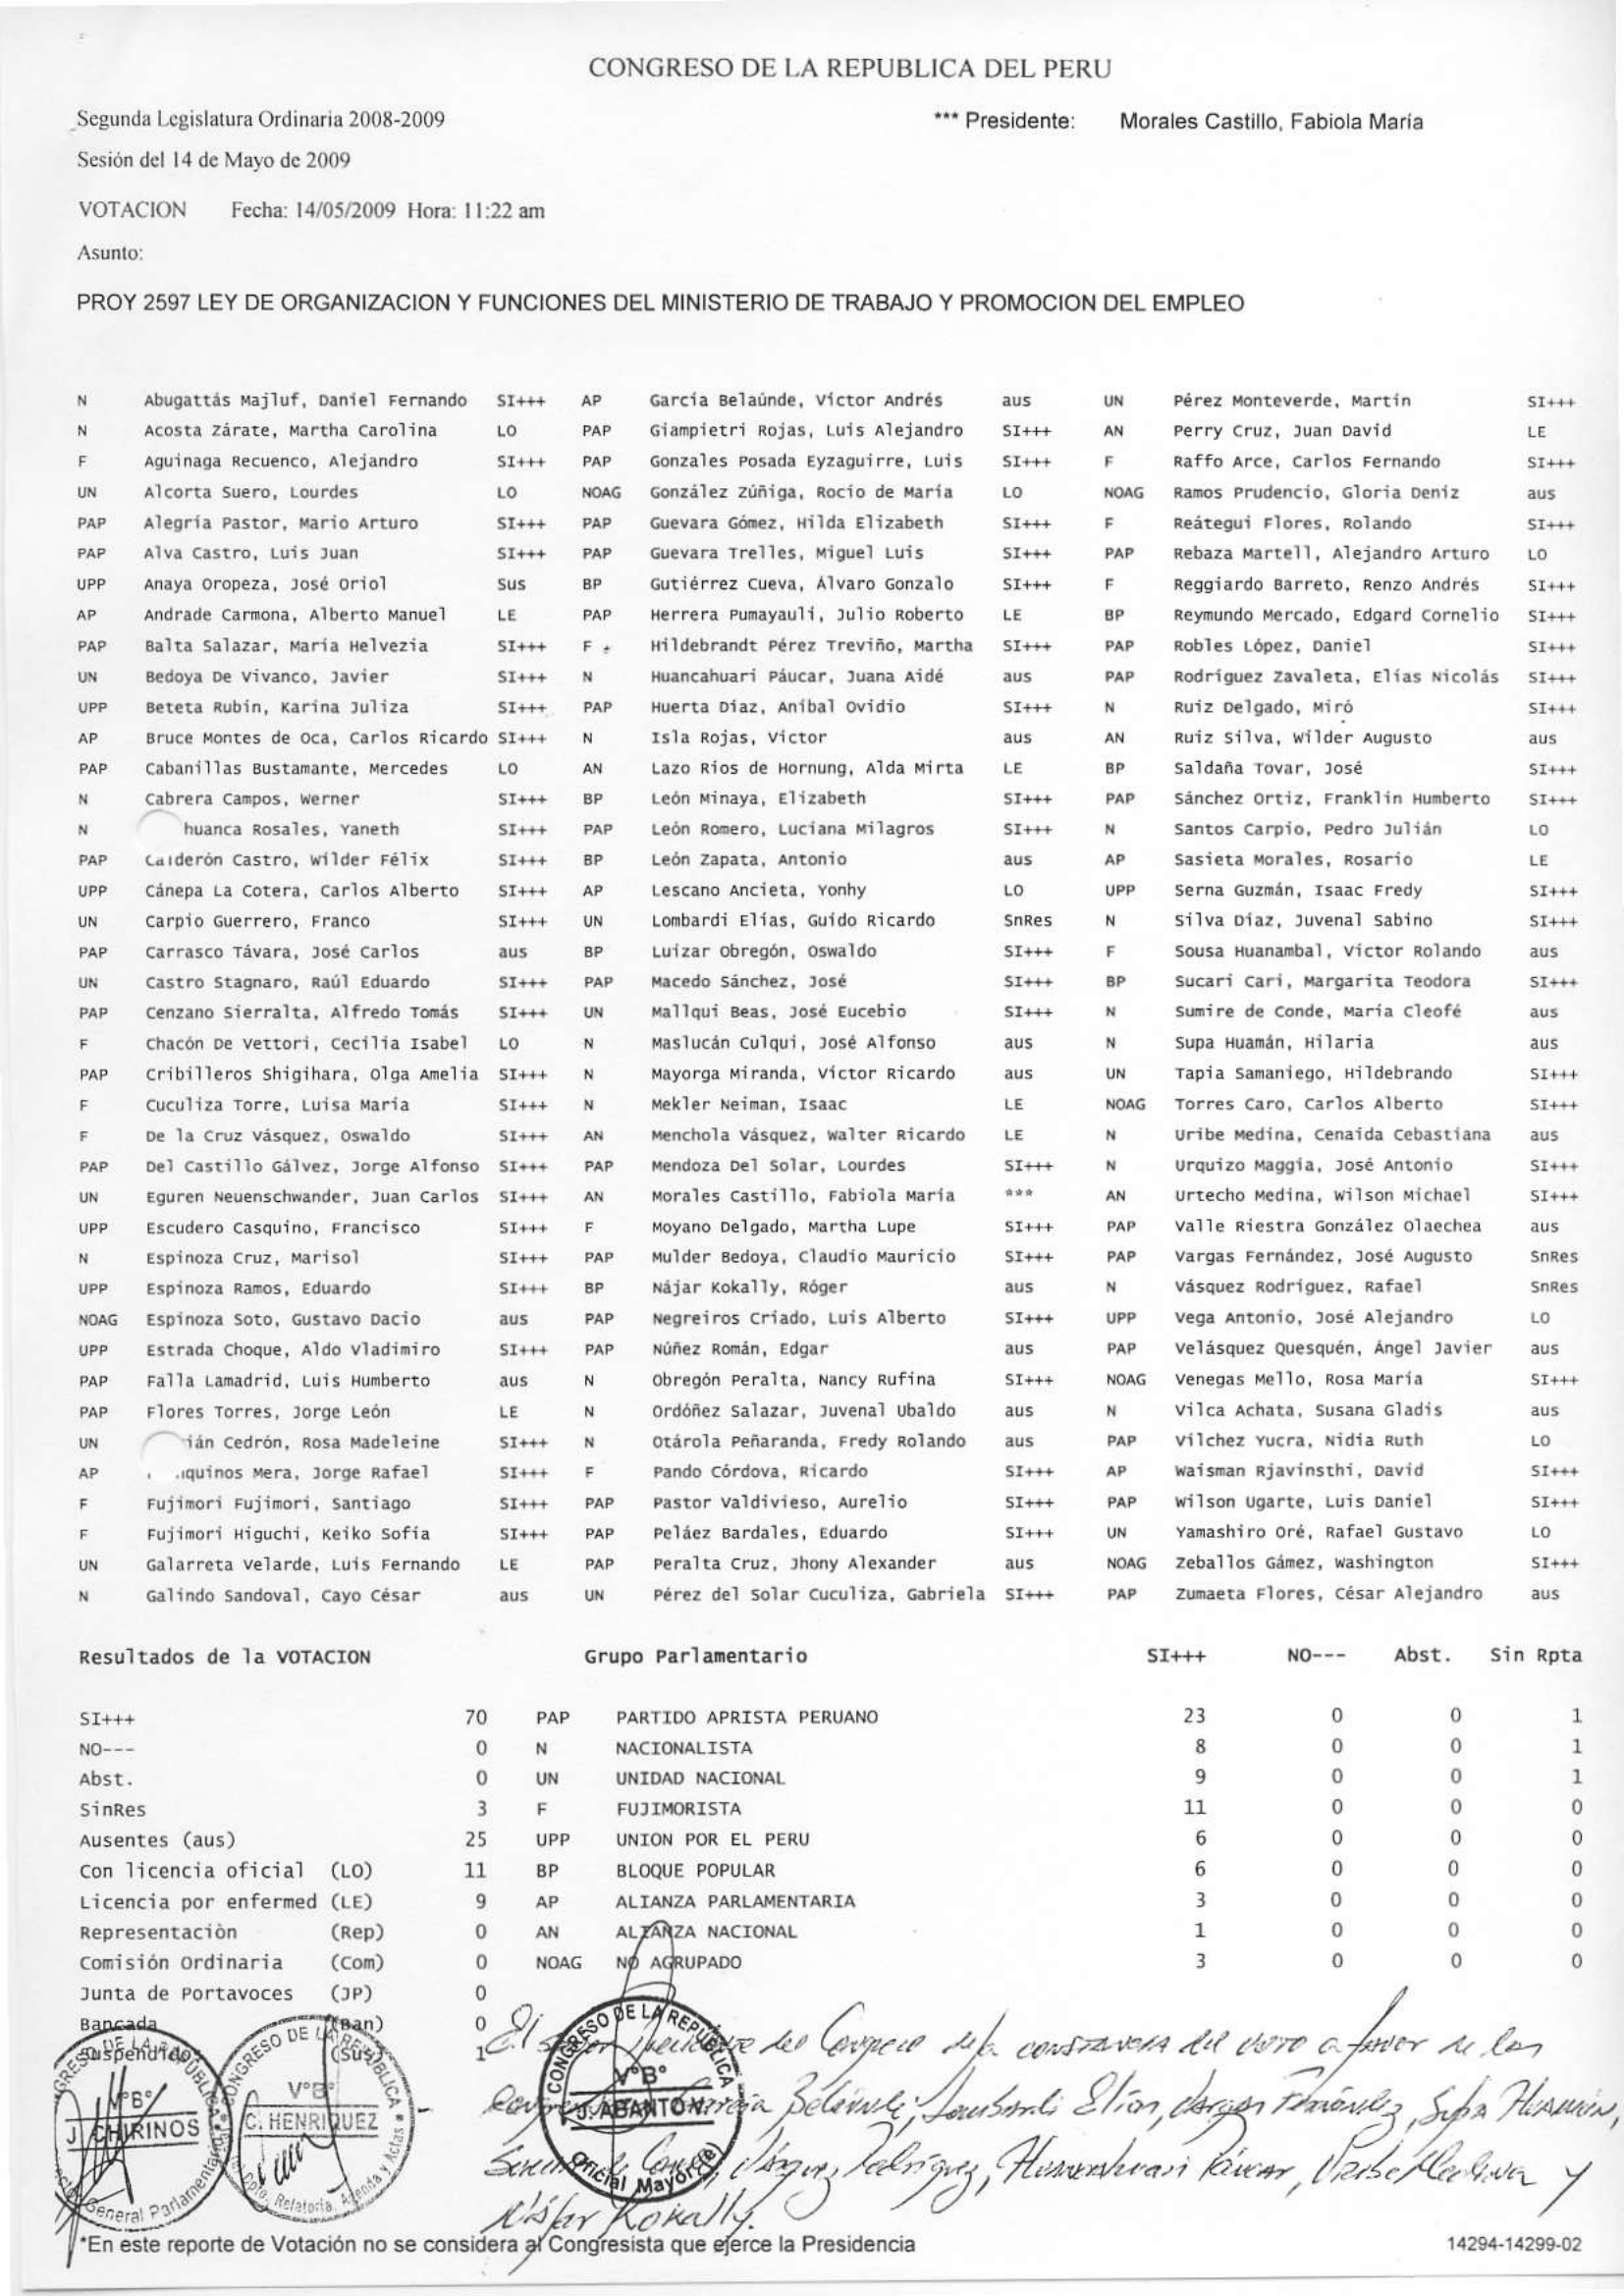 CONGRESO DE LA REPUBLICA DEL PERU
Segunda Legislatura Ordinaria 2008-2009 *** Presidente: Morales Castillo, Fabiola María
Sesión del 14 de Mayo de 2009
VOTACION Fecha: 14/05/2009 Hora: 11:22 am
Asunto:
PROY 2597 LEY DE ORGANIZACION Y FUNCIONES DEL MINISTERIO DE TRABAJO Y PROMOCION DEL EMPLEO
N Abugattás Majluf, Daniel Fernando SI+++ AP García Belaúnde, Víctor Andrés aus UN Pérez Monteverde, Martín SI+++
N Acosta Zárate, Martha Carolina LO PAP Giampietri Rojas, Luis Alejandro SI+++ AN Perry Cruz, Juan David LE
F Aguinaga Recuenco, Alejandro SI+++ PAP Gonzales Posada Eyzaguirre, Luis SI+++ F Raffo Arce, Carlos Fernando SI+++
UN Alcorta Suero, Lourdes LO NOAG González Zúñiga, Rocío de María LO NOAG Ramos Prudencio, Gloria Deniz aus
PAP Alegría Pastor, Mario Arturo SI+++ PAP Guevara Gómez, Hilda Elizabeth SI+++ F Reátegui Flores, Rolando SI+++
PAP Alva Castro, Luis Juan SI+++ PAP Guevara Trelles, Miguel Luis SI+++ PAP Rebaza Martell, Alejandro Arturo LO
UPP Anaya Oropeza, José Oriol Sus BP Gutiérrez Cueva, Álvaro Gonzalo SI+++ F Reggiardo Barreto, Renzo Andrés SI+++
AP Andrade Carmona, Alberto Manuel LE PAP Herrera Pumayauli, Julio Roberto LE BP Reymundo Mercado, Edgard Cornelio SI+++
PAP Balta Salazar, María Helvezia SI+++ F Hildebrandt Pérez Treviño, Martha SI+++ PAP Robles López, Daniel SI+++
UN Bedoya De Vivanco, Javier SI+++ N Huancahuari Páucar, Juana Aidé aus PAP Rodríguez Zavaleta, Elías Nicolás SI+++
UPP Beteta Rubín, Karina Juliza SI+++ PAP Huerta Díaz, Aníbal Ovidio SI+++ N Ruiz Delgado, Miró SI+++
AP Bruce Montes de Oca, Carlos Ricardo SI+++ N Isla Rojas, Víctor aus AN Ruiz Silva, Wilder Augusto aus
PAP Cabanillas Bustamante, Mercedes LO AN Lazo Ríos de Hornung, Alda Mirta LE BP Saldaña Tovar, José SI+++
N Cabrera Campos, Werner SI+++ BP León Minaya, Elizabeth SI+++ PAP Sánchez Ortiz, Franklin Humberto SI+++
N huanca Rosales, Yaneth SI+++ PAP León Romero, Luciana Milagros SI+++ N Santos Carpio, Pedro Julián LO
PAP Calderón Castro, Wilder Félix SI+++ BP León Zapata, Antonio aus AP Sasieta Morales, Rosario LE
UPP Cánepa La Cotera, Carlos Alberto SI+++ AP Lescano Ancieta, Yonhy LO UPP Serna Guzmán, Isaac Fredy SI+++
UN Carpio Guerrero, Franco SI+++ UN Lombardi Elías, Guido Ricardo SnRes N Silva Díaz, Juvenal Sabino SI+++
PAP Carrasco Távara, José Carlos aus BP Luizar Obregón, Oswaldo SI+++ F Sousa Huanambal, Víctor Rolando aus
UN Castro Stagnaro, Raúl Eduardo SI+++ PAP Macedo Sánchez, José SI+++ BP Sucari Cari, Margarita Teodora SI+++
PAP Cenzano Sierralta, Alfredo Tomás SI+++ UN Mallqui Beas, José Eucebio SI+++ N Sumire de Conde, María Cleofé aus
F Chacón De Vettori, Cecilia Isabel LO N Maslucán Culqui, José Alfonso aus N Supa Huamán, Hilaria aus
PAP Cribilleros Shigihara, Olga Amelia SI+++ N Mayorga Miranda, Víctor Ricardo aus UN Tapia Samaniego, Hildebrando SI+++
F Cuculiza Torre, Luisa María SI+++ N Mekler Neiman, Isaac LE NOAG Torres Caro, Carlos Alberto SI+++
F De la Cruz Vásquez, Oswaldo SI+++ AN Menchola Vásquez, Walter Ricardo LE N Uribe Medina, Cenaida Cebastiana aus
PAP Del Castillo Gálvez, Jorge Alfonso SI+++ PAP Mendoza Del Solar, Lourdes SI+++ N Urquizo Maggia, José Antonio SI+++
UN Eguren Neuenschwander, Juan Carlos SI+++ AN Morales Castillo, Fabiola María *** AN Urtecho Medina, Wilson Michael SI+++
UPP Escudero Casquino, Francisco SI+++ F Moyano Delgado, Martha Lupe SI+++ PAP Valle Riestra González Olaechea aus
N Espinoza Cruz, Marisol SI+++ PAP Mulder Bedoya, Claudio Mauricio SI+++ PAP Vargas Fernández, José Augusto SnRes
UPP Espinoza Ramos, Eduardo SI+++ BP Nájar Kokally, Róger aus N Vásquez Rodríguez, Rafael SnRes
NOAG Espinoza Soto, Gustavo Dacio aus PAP Negreiros Criado, Luis Alberto SI+++ UPP Vega Antonio, José Alejandro LO
UPP Estrada Choque, Aldo Vladimiro SI+++ PAP Núñez Román, Edgar aus PAP Velásquez Quesquén, Ángel Javier aus
PAP Falla Lamadrid, Luis Humberto aus N Obregón Peralta, Nancy Rufina SI+++ NOAG Venegas Mello, Rosa María SI+++
PAP Flores Torres, Jorge León LE N Ordóñez Salazar, Juvenal Ubaldo aus N Vilca Achata, Susana Gladis aus
UN ián Cedrón, Rosa Madeleine SI+++ N Otárola Peñaranda, Fredy Rolando aus PAP Vilchez Yucra, Nidia Ruth LO
AP quinos Mera, Jorge Rafael SI+++ F Pando Córdova, Ricardo SI+++ AP Waisman Rjavinsthi, David SI+++
F Fujimori Fujimori, Santiago SI+++ PAP Pastor Valdivieso, Aurelio SI+++ PAP Wilson Ugarte, Luis Daniel SI+++
F Fujimori Higuchi, Keiko Sofía SI+++ PAP Peláez Bardales, Eduardo SI+++ UN Yamashiro Oré, Rafael Gustavo LO
UN Galarreta Velarde, Luis Fernando LE PAP Peralta Cruz, Jhony Alexander aus NOAG Zeballos Gámez, Washington SI+++
N Galindo Sandoval, Cayo César aus UN Pérez del Solar Cuculiza, Gabriela SI+++ PAP Zumaeta Flores, César Alejandro aus
Resultados de la VOTACION Grupo Parlamentario SI+++ NO--- Abst. Sin Rpta
SI+++ 70 PAP PARTIDO APRISTA PERUANO 23 0 0 1
NO--- 0 N NACIONALISTA 8 0 0 1
Abst. 0 UN UNIDAD NACIONAL 9 0 0 1
SinRes 3 F FUJIMORISTA 11 0 0 0
Ausentes (aus) 25 UPP UNION POR EL PERU 6 0 0 0
Con licencia oficial (LO) 11 BP BLOQUE POPULAR 6 0 0 0
Licencia por enfermed (LE) 9 AP ALIANZA PARLAMENTARIA 3 0 0 0
Representaciòn (Rep) 0 AN ALIANZA NACIONAL 1 0 0 0
Comisión Ordinaria (Com) 0 NOAG NO AGRUPADO 3 0 0 0
Junta de Portavoces (JP) 0
Bancada (Ban) 0
Suspendido (Sus) 1
El señor del Congreso deja constancia del voto a favor de los
García Belaúnde, Lombardi Elías, Vargas Fernández, Supa Huamán,
Sumire de Conde, Vásquez Rodríguez, Huancahuari Páucar, Uribe Medina y
Nájar Kokally.
CONGRESO DE LA REPUBLICA
V°B°
J. CHIRINOS
General Parlamentario
CONGRESO DE LA REPUBLICA
V°B°
C. HENRIQUEZ
Dpto. Relatoria, Agenda y Actas
CONGRESO DE LA REPUBLICA
V°B°
J. ABANTO N.
Oficial Mayor (e)
*En este reporte de Votación no se considera al Congresista que ejerce la Presidencia 14294-14299-02